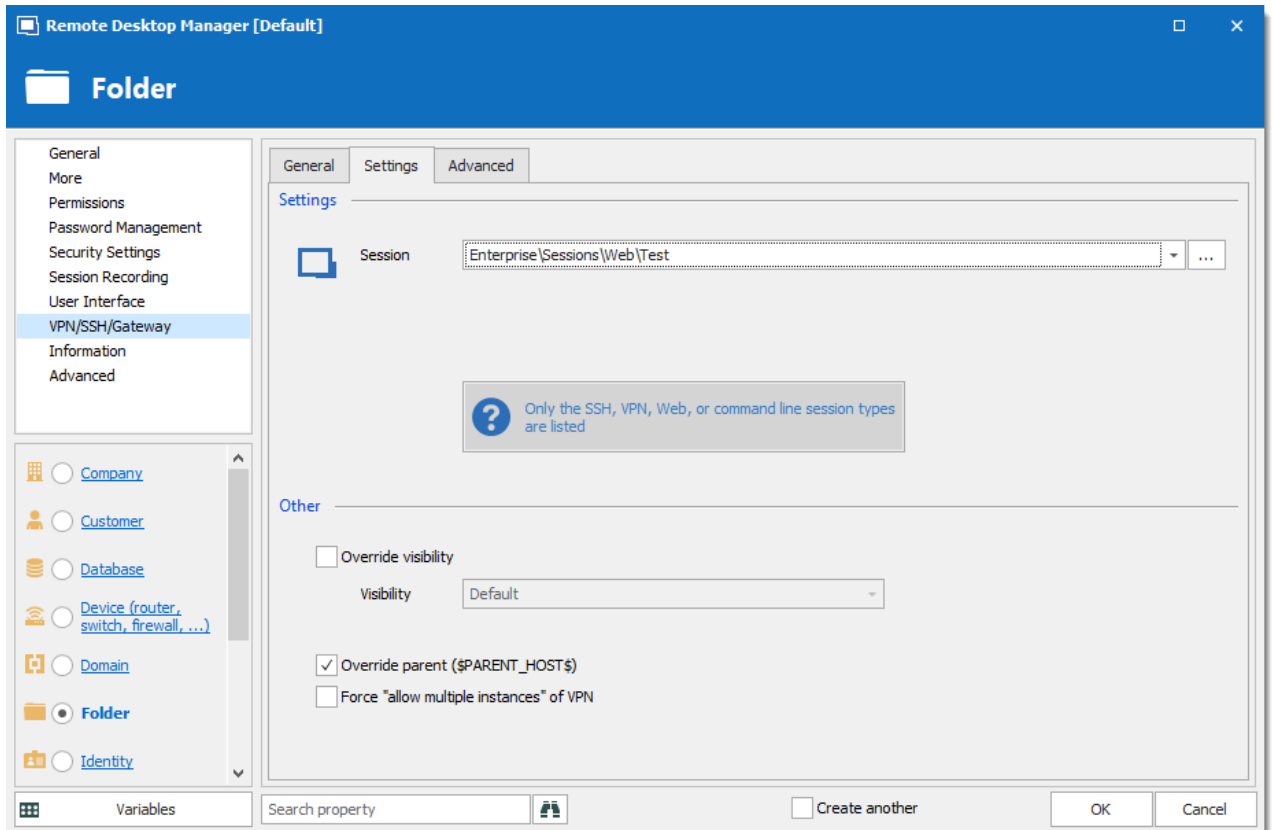 Remote Desktop Manager [Default]
Folder
General
More
Permissions
Password Management
Security Settings
Session Recording
User Interface
VPN/SSH/Gateway
Information
Advanced
Company
Customer
Database
Device (router,
switch, firewall, ...)
Domain
Folder
Identity
Variables
General Settings Advanced
Settings
Session Enterprise\Sessions\Web\Test ...
Only the SSH, VPN, Web, or command line session types
are listed
Other
Override visibility
Visibility Default
Override parent ($PARENT_HOST$)
Force "allow multiple instances" of VPN
Search property
Create another
OK
Cancel